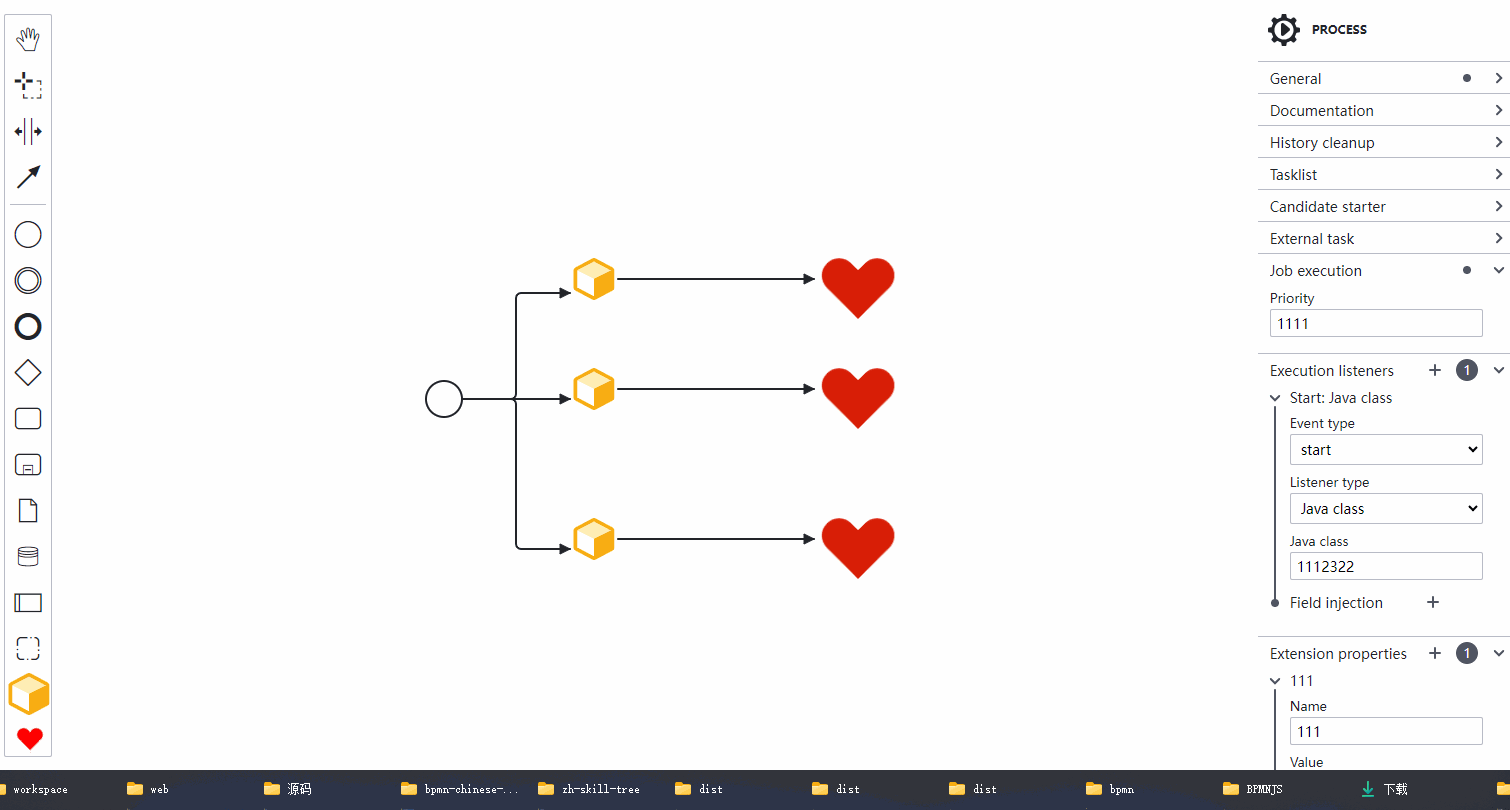 PROCESS
General
Documentation
History cleanup
Tasklist
Candidate starter
External task
Job execution
Priority
1111
Execution listeners + 1
Start: Java class
Event type
start
Listener type
Java class
Java class
1112322
Field injection +
Extension properties + 1
111
Name
111
Value
workspace web 源码 bpmn-chinese-... zh-skill-tree dist dist dist bpmn BPMNJS 下载